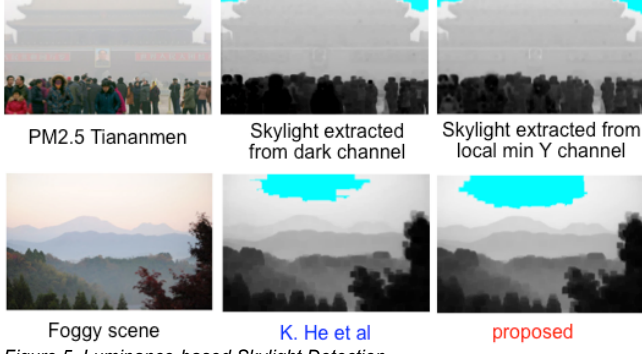 PM2.5 Tiananmen
Skylight extracted
from dark channel
Skylight extracted from
local min Y channel
Foggy scene
K. He et al
proposed
Figure 5. Luminance-based Skylight Detection